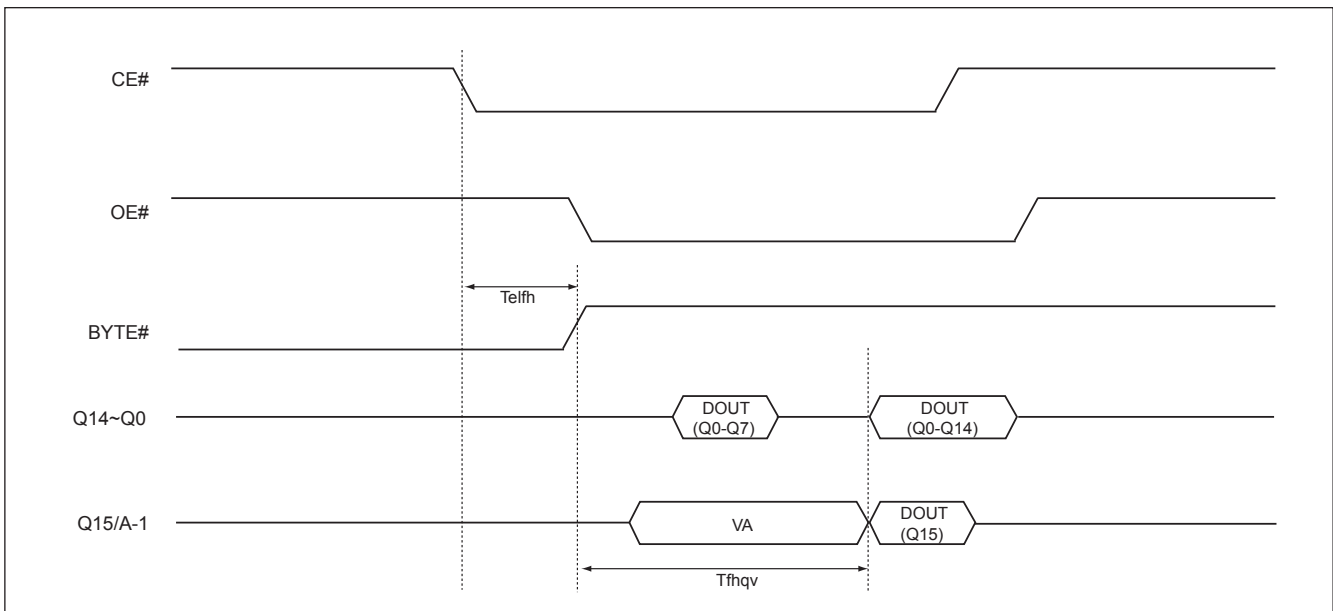 CE#
OE#
Telfh
BYTE#
Q14~Q0
DOUT
(Q0-Q7)
DOUT
(Q0-Q14)
Q15/A-1
VA
DOUT
(Q15)
Tfhqv